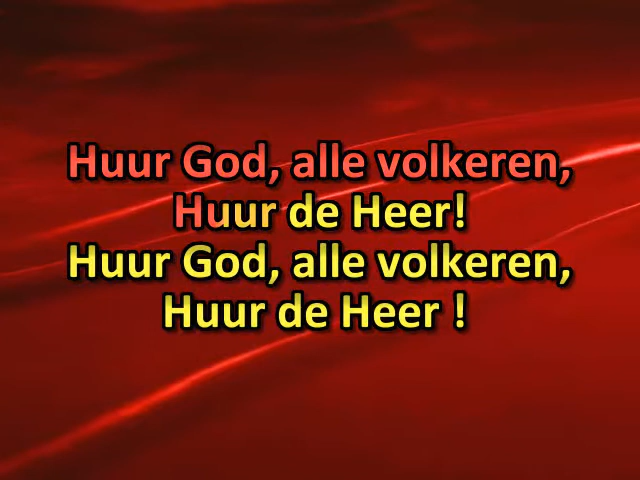 Huur God, alle volkeren,
Huur de Heer!
Huur God, alle volkeren,
Huur de Heer !